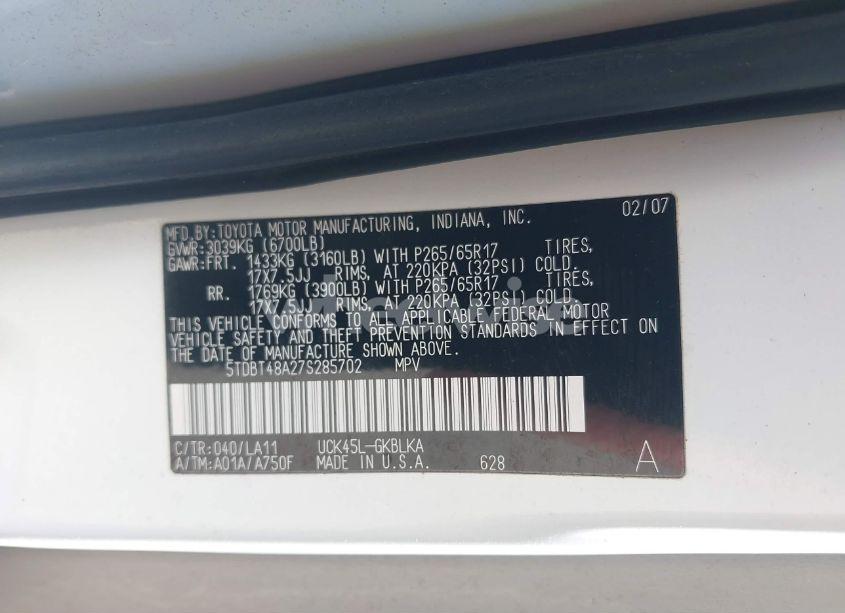 MFD.BY:TOYOTA MOTOR MANUFACTURING, INDIANA, INC. 02/07
GVWR:3039KG (6700LB)
GAWR:FRT. 1433KG (3160LB) WITH P265/65R17 TIRES,
17X7.5JJ RIMS, AT 220KPA (32PSI) COLD.
RR. 1769KG (3900LB) WITH P265/65R17 TIRES,
17X7.5JJ RIMS, AT 220KPA (32PSI) COLD.
THIS VEHICLE CONFORMS TO ALL APPLICABLE FEDERAL MOTOR
VEHICLE SAFETY AND THEFT PREVENTION STANDARDS IN EFFECT ON
THE DATE OF MANUFACTURE SHOWN ABOVE.
5TDBT48A27S285702 MPV
C/TR:040/LA11 UCK45L-GKBLKA
A/TM:A01A/A750F MADE IN U.S.A. 628 A